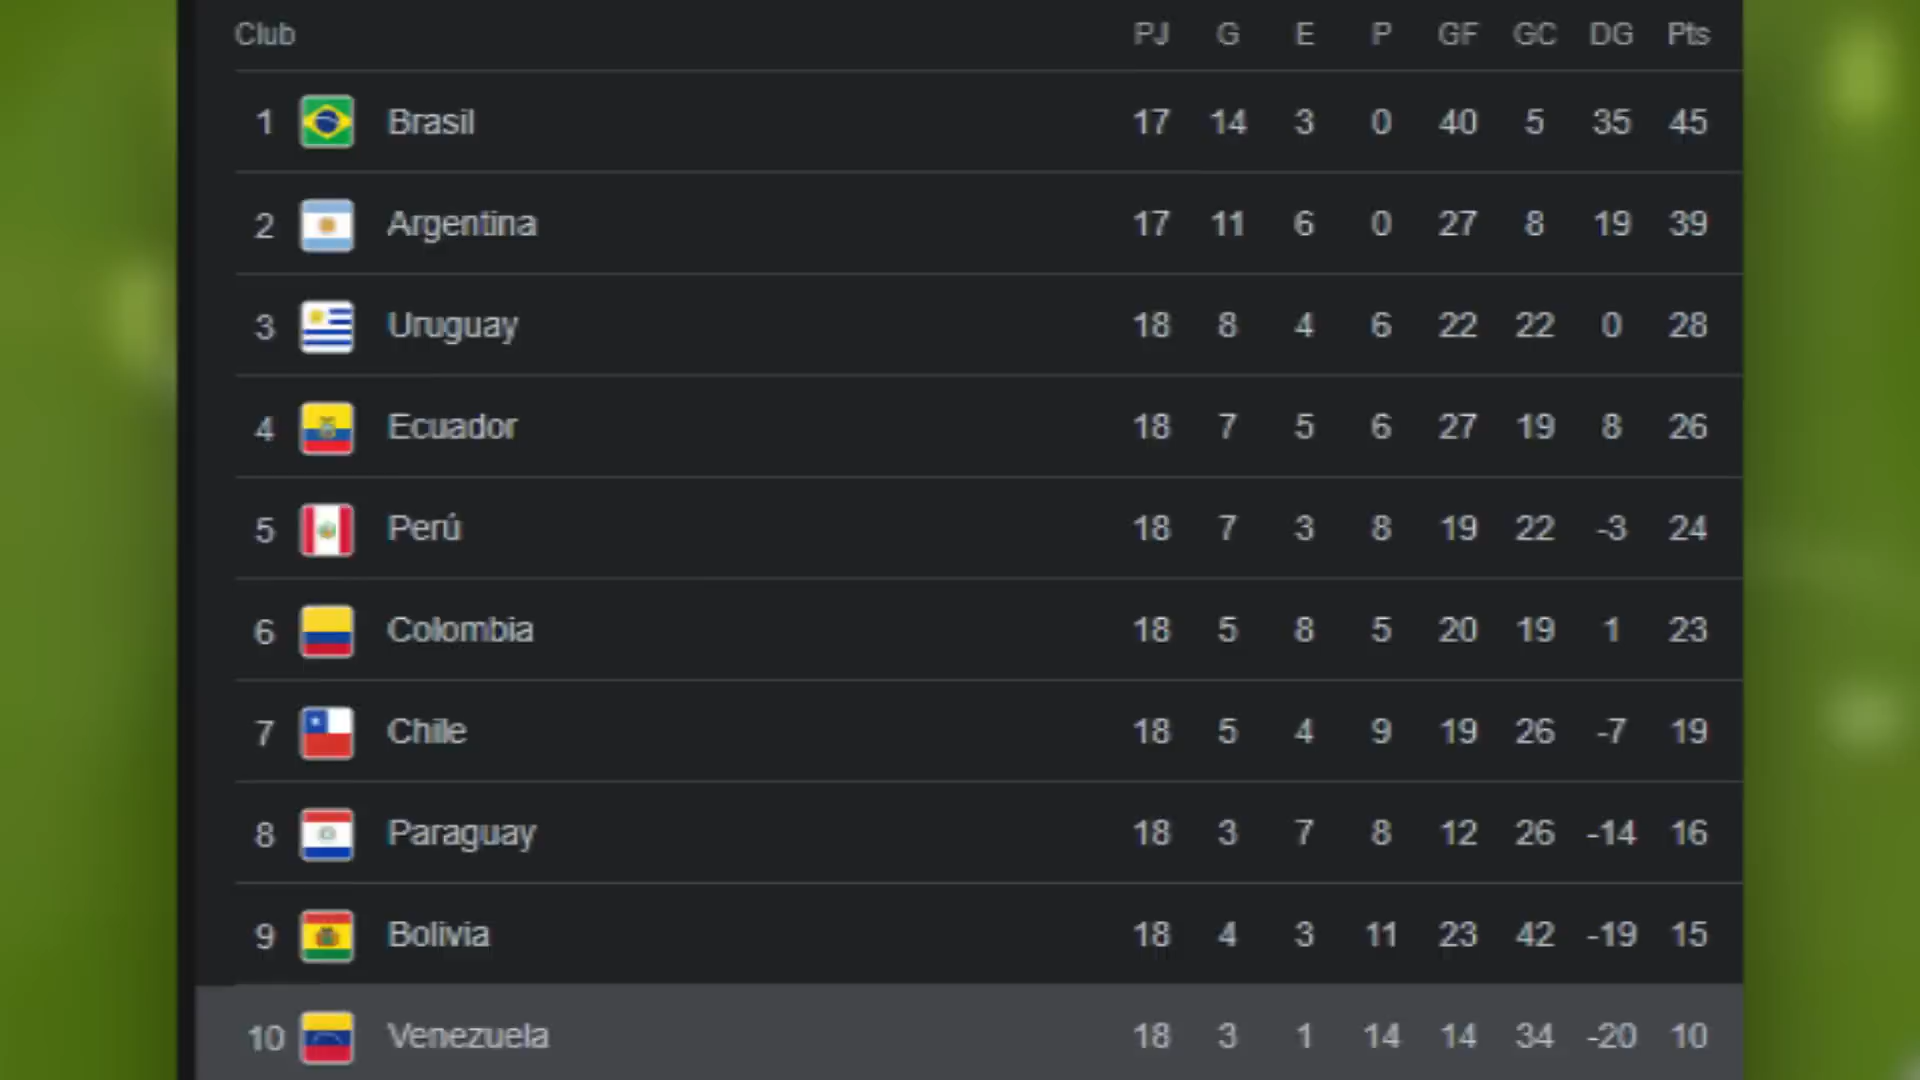 Club PJ G E P GF GC DG Pts
1 Brasil 17 14 3 0 40 5 35 45
2 Argentina 17 11 6 0 27 8 19 39
3 Uruguay 18 8 4 6 22 22 0 28
4 Ecuador 18 7 5 6 27 19 8 26
5 Perú 18 7 3 8 19 22 -3 24
6 Colombia 18 5 8 5 20 19 1 23
7 Chile 18 5 4 9 19 26 -7 19
8 Paraguay 18 3 7 8 12 26 -14 16
9 Bolivia 18 4 3 11 23 42 -19 15
10 Venezuela 18 3 1 14 14 34 -20 10